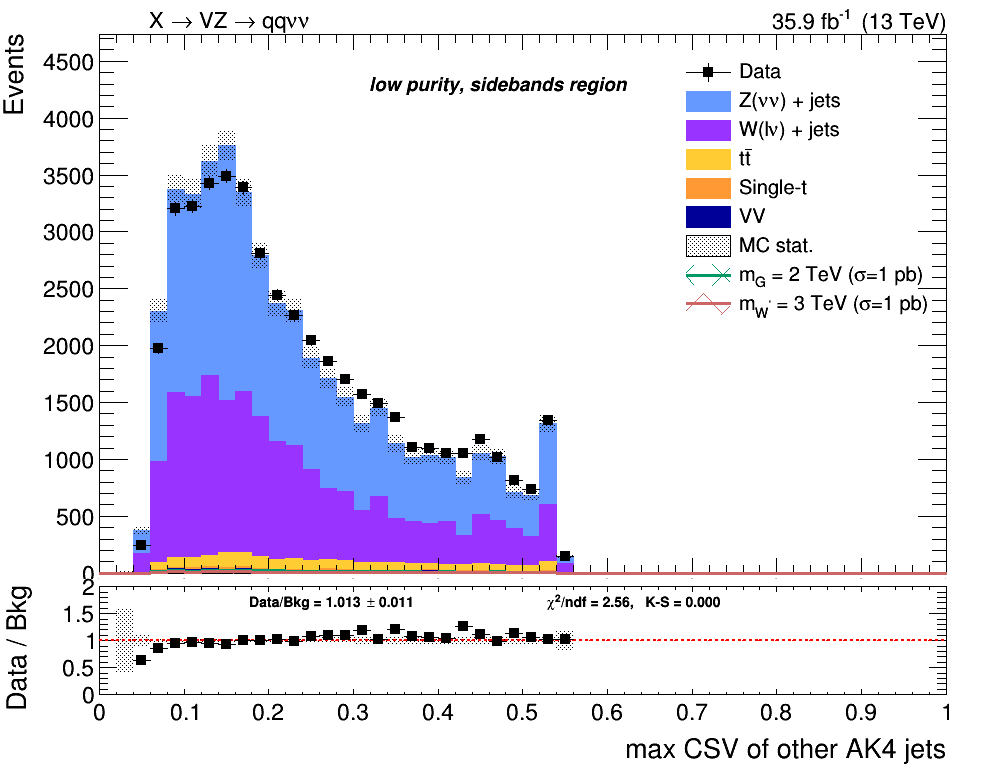 X → VZ → qqνν
35.9 fb⁻¹ (13 TeV)
Events
low purity, sidebands region
Data
Z(νν) + jets
W(lν) + jets
tt̄
Single-t
VV
MC stat.
m_G = 2 TeV (σ=1 pb)
m_W' = 3 TeV (σ=1 pb)
4500
4000
3500
3000
2500
2000
1500
1000
500
0
Data / Bkg
Data/Bkg = 1.013 ± 0.011
χ²/ndf = 2.56, K-S = 0.000
2
1.5
1
0.5
0
0 0.1 0.2 0.3 0.4 0.5 0.6 0.7 0.8 0.9 1
max CSV of other AK4 jets